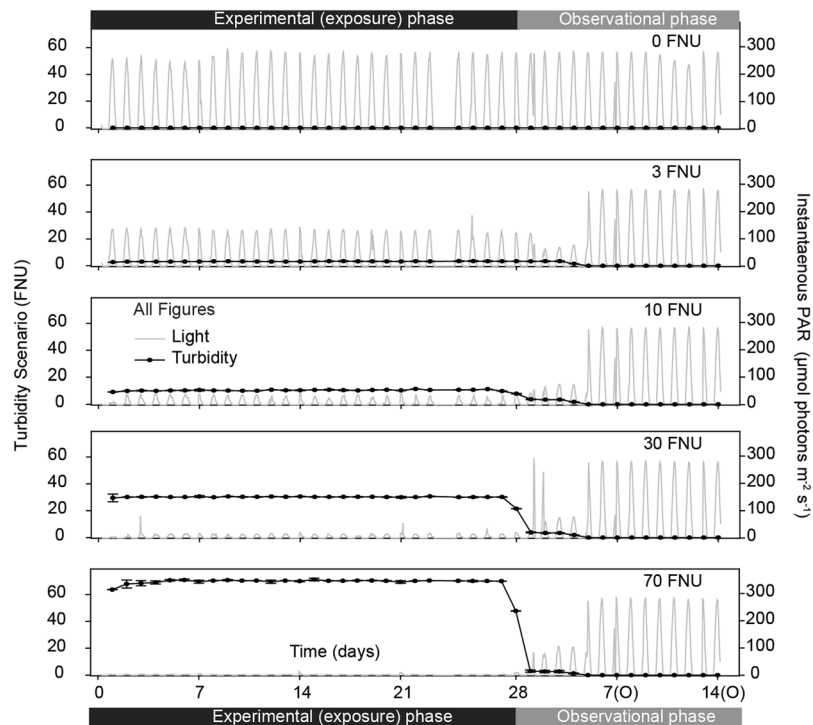 Experimental (exposure) phase Observational phase
0 FNU
60 300
40 200
20 100
0 0
3 FNU
60 300
40 200
20 100
0 0
10 FNU
All Figures
Light
Turbidity
60 300
40 200
20 100
0 0
30 FNU
60 300
40 200
20 100
0 0
70 FNU
60 300
40 200
20 100
0 0
Time (days)
0 7 14 21 28 7(O) 14(O)
Experimental (exposure) phase Observational phase
Turbidity Scenario (FNU)
Instantaenous PAR (μmol photons m⁻² s⁻¹)